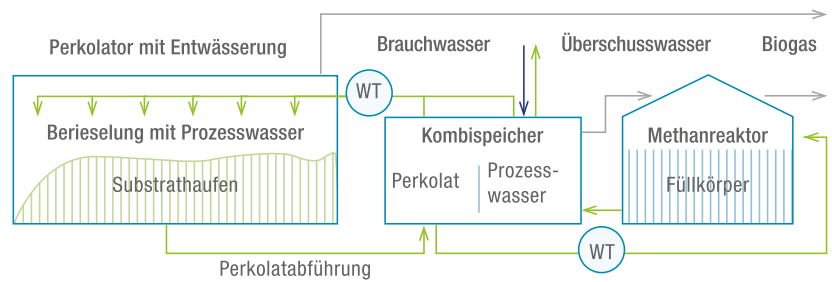 Perkolator mit Entwässerung
Brauchwasser
Überschusswasser
Biogas
WT
Berieselung mit Prozesswasser
Kombispeicher
Methanreaktor
Substrathaufen
Perkolat
Prozess-
wasser
Füllkörper
WT
Perkolatabführung